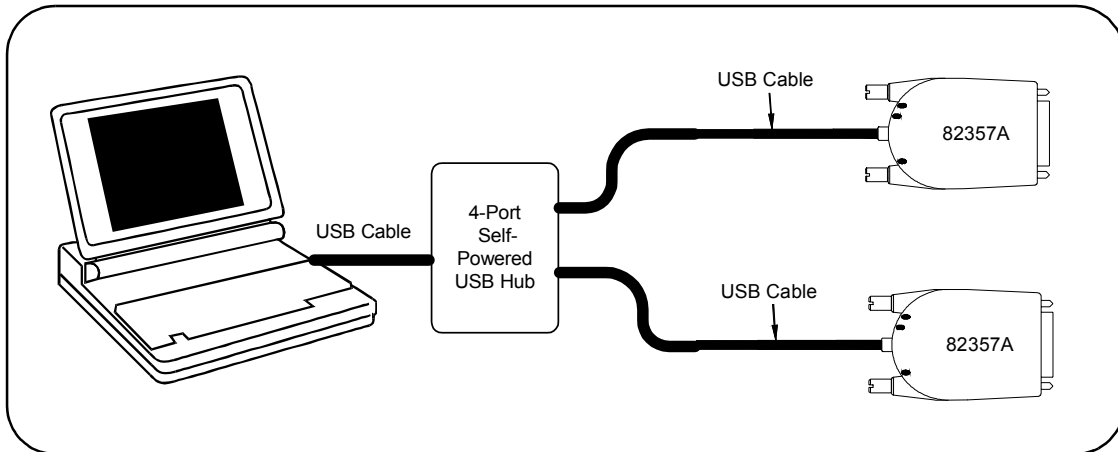 USB Cable
82357A
USB Cable
4-Port
Self-
Powered
USB Hub
USB Cable
82357A